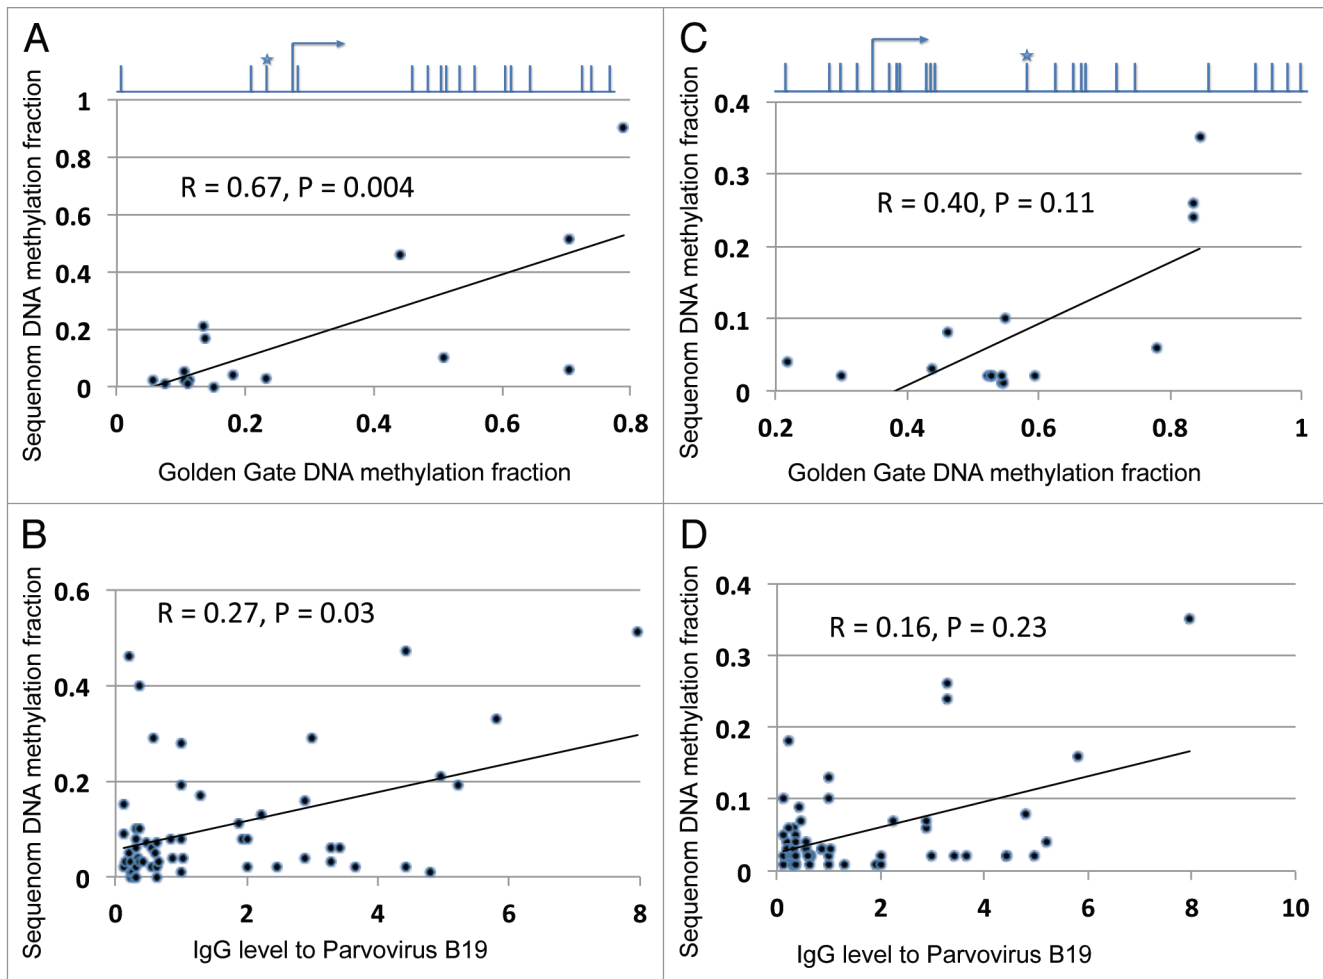 A
Sequenom DNA methylation fraction
1
0.8
0.6
0.4
0.2
0
R = 0.67, P = 0.004
0 0.2 0.4 0.6 0.8
Golden Gate DNA methylation fraction
C
Sequenom DNA methylation fraction
0.4
0.3
0.2
0.1
0
R = 0.40, P = 0.11
0.2 0.4 0.6 0.8 1
Golden Gate DNA methylation fraction
B
Sequenom DNA methylation fraction
0.6
0.4
0.2
0
R = 0.27, P = 0.03
0 2 4 6 8
IgG level to Parvovirus B19
D
Sequenom DNA methylation fraction
0.4
0.3
0.2
0.1
0
R = 0.16, P = 0.23
0 2 4 6 8 10
IgG level to Parvovirus B19